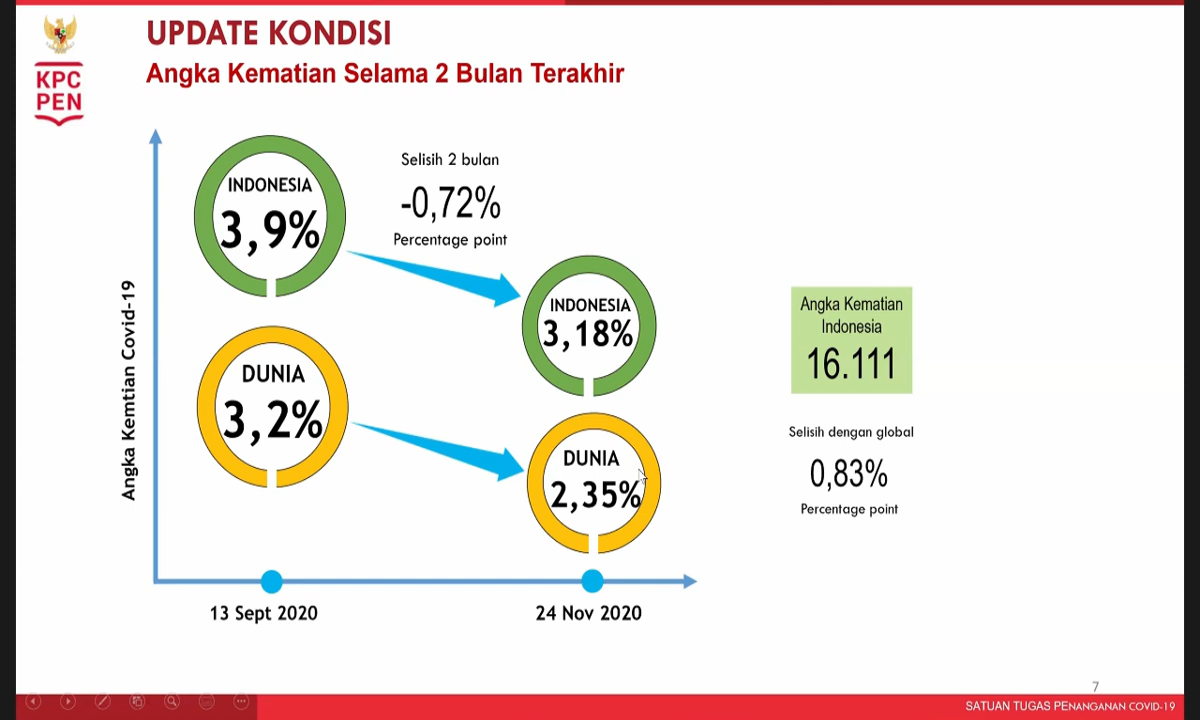 UPDATE KONDISI
Angka Kematian Selama 2 Bulan Terakhir
KPC
PEN
Angka Kemtian Covid-19
INDONESIA
3,9%
Selisih 2 bulan
-0,72%
Percentage point
INDONESIA
3,18%
DUNIA
3,2%
DUNIA
2,35%
Angka Kematian
Indonesia
16.111
Selisih dengan global
0,83%
Percentage point
13 Sept 2020
24 Nov 2020
7
SATUAN TUGAS PENANGANAN COVID-19